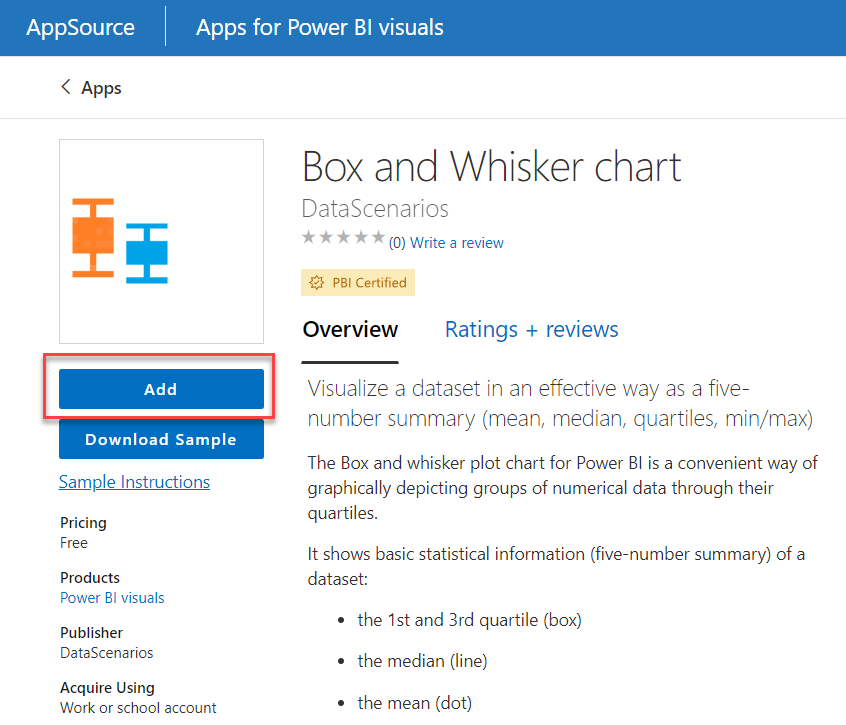 AppSource
Apps for Power BI visuals
Apps
Box and Whisker chart
DataScenarios
(0) Write a review
PBI Certified
Overview
Ratings + reviews
Add
Download Sample
Sample Instructions
Pricing
Free
Products
Power BI visuals
Publisher
DataScenarios
Acquire Using
Work or school account
Visualize a dataset in an effective way as a five-
number summary (mean, median, quartiles, min/max)
The Box and whisker plot chart for Power BI is a convenient way of
graphically depicting groups of numerical data through their
quartiles.
It shows basic statistical information (five-number summary) of a
dataset:
• the 1st and 3rd quartile (box)
• the median (line)
• the mean (dot)